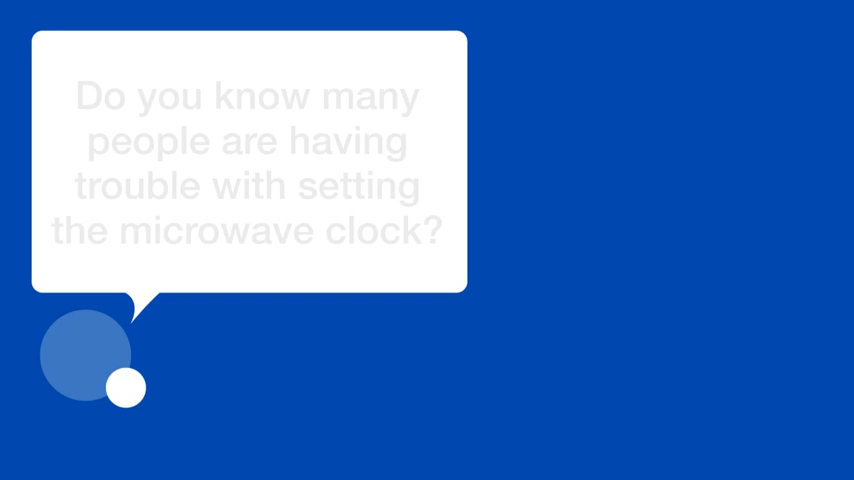 Do you know many
people are having
trouble with setting
the microwave clock?